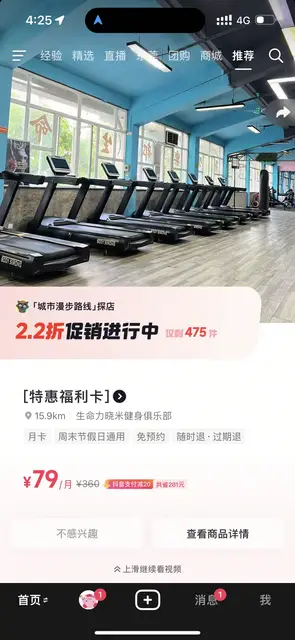 4:25
4G
经验 精选 直播 东莞 团购 商城 推荐
「城市漫步路线」探店
2.2折促销进行中 仅剩 475 件
[特惠福利卡]
15.9km 生命力晓米健身俱乐部
月卡 周末节假日通用 免预约 随时退·过期退
¥79/月 ¥360 抖音支付减20 共省281元
不感兴趣 查看商品详情
上滑继续看视频
首页 1 消息 1 我